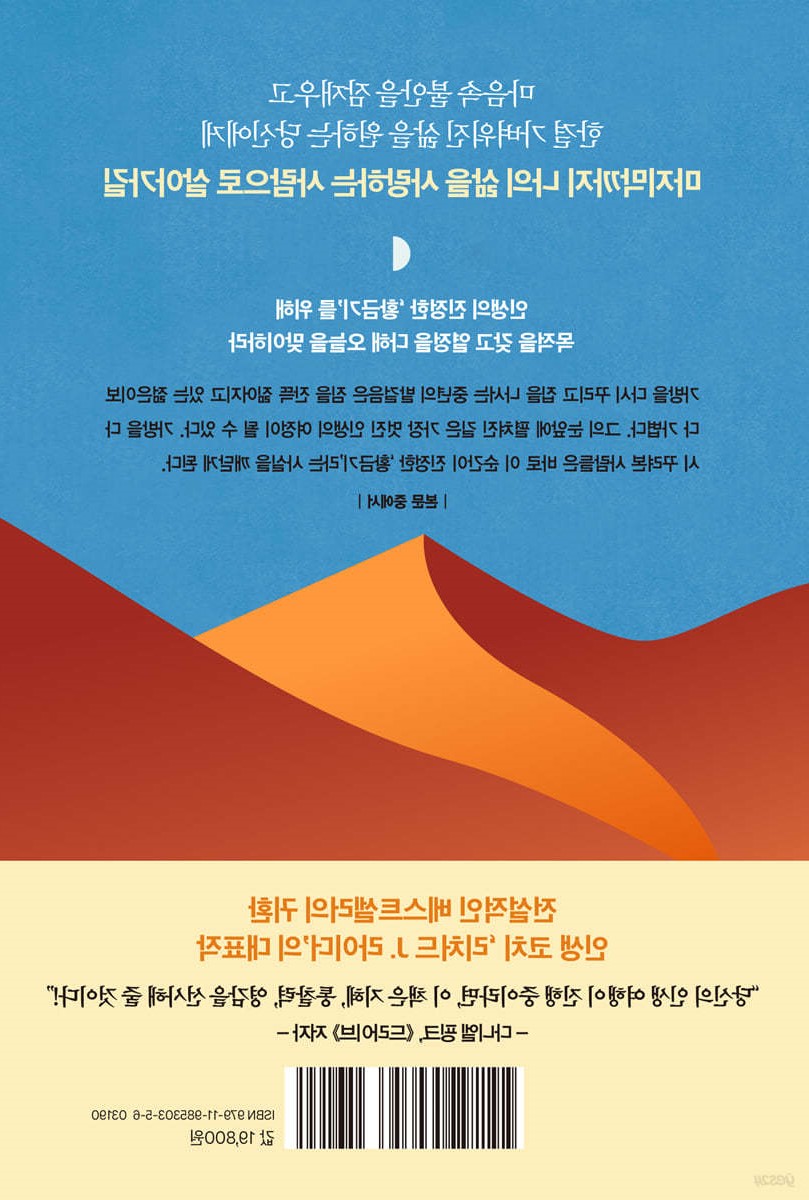 마음속 불안을 잠재우고
한결 가벼워진 삶을 원하는 당신에게
마지막까지 나의 삶을 사랑하는 사람으로 살아가길
인생의 진정한 ‘황금기’를 위해
목적을 갖고 열정을 다해 오늘을 맞이하라
가방을 다시 꾸리고 집을 나서는 중년의 발걸음은 짐을 잔뜩 짊어지고 있는 젊은이보
다 가볍다. 그의 눈앞에 펼쳐진 길은 가장 멋진 인생의 여정이 될 수 있다. 가방을 다
시 꾸려본 사람들은 바로 이 순간이 진정한 ‘황금기’라는 사실을 깨닫게 된다.
| 본문 중에서 |
전설적인 베스트셀러의 귀환
인생 코치 ‘리처드 J. 라이더’의 대표작
“당신의 인생 여행이 진행 중이라면, 이 책은 지혜, 통찰력, 영감을 선사해 줄 것이다!”
– 다니엘 핑크, 《드라이브》 저자 –
ISBN 979-11-985303-5-6 03190
값 19,800원
yes24